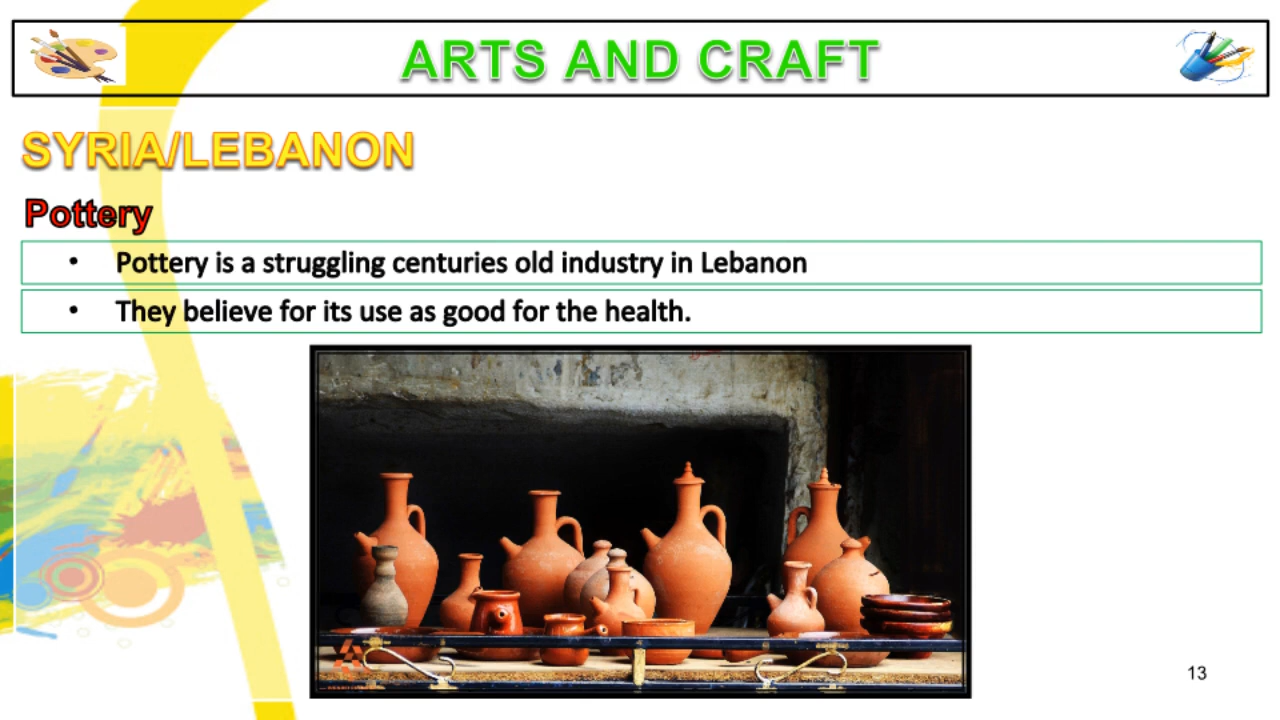 ARTS AND CRAFT
SYRIA/LEBANON
Pottery
• Pottery is a struggling centuries old industry in Lebanon
• They believe for its use as good for the health.
13